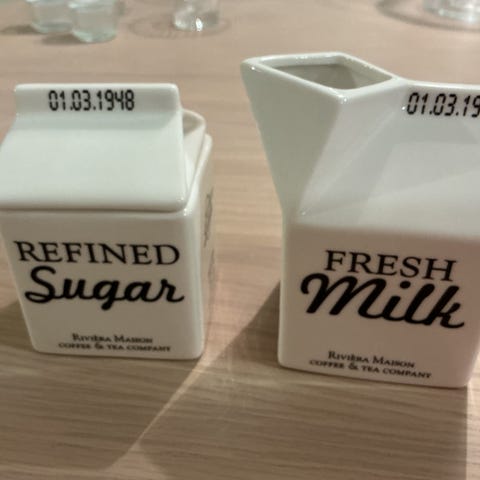 01.03.1948
REFINED
Sugar
RIVIÈRA MAISON
COFFEE & TEA COMPANY
FRESH
Milk
RIVIÈRA MAISON
COFFEE & TEA COMPANY